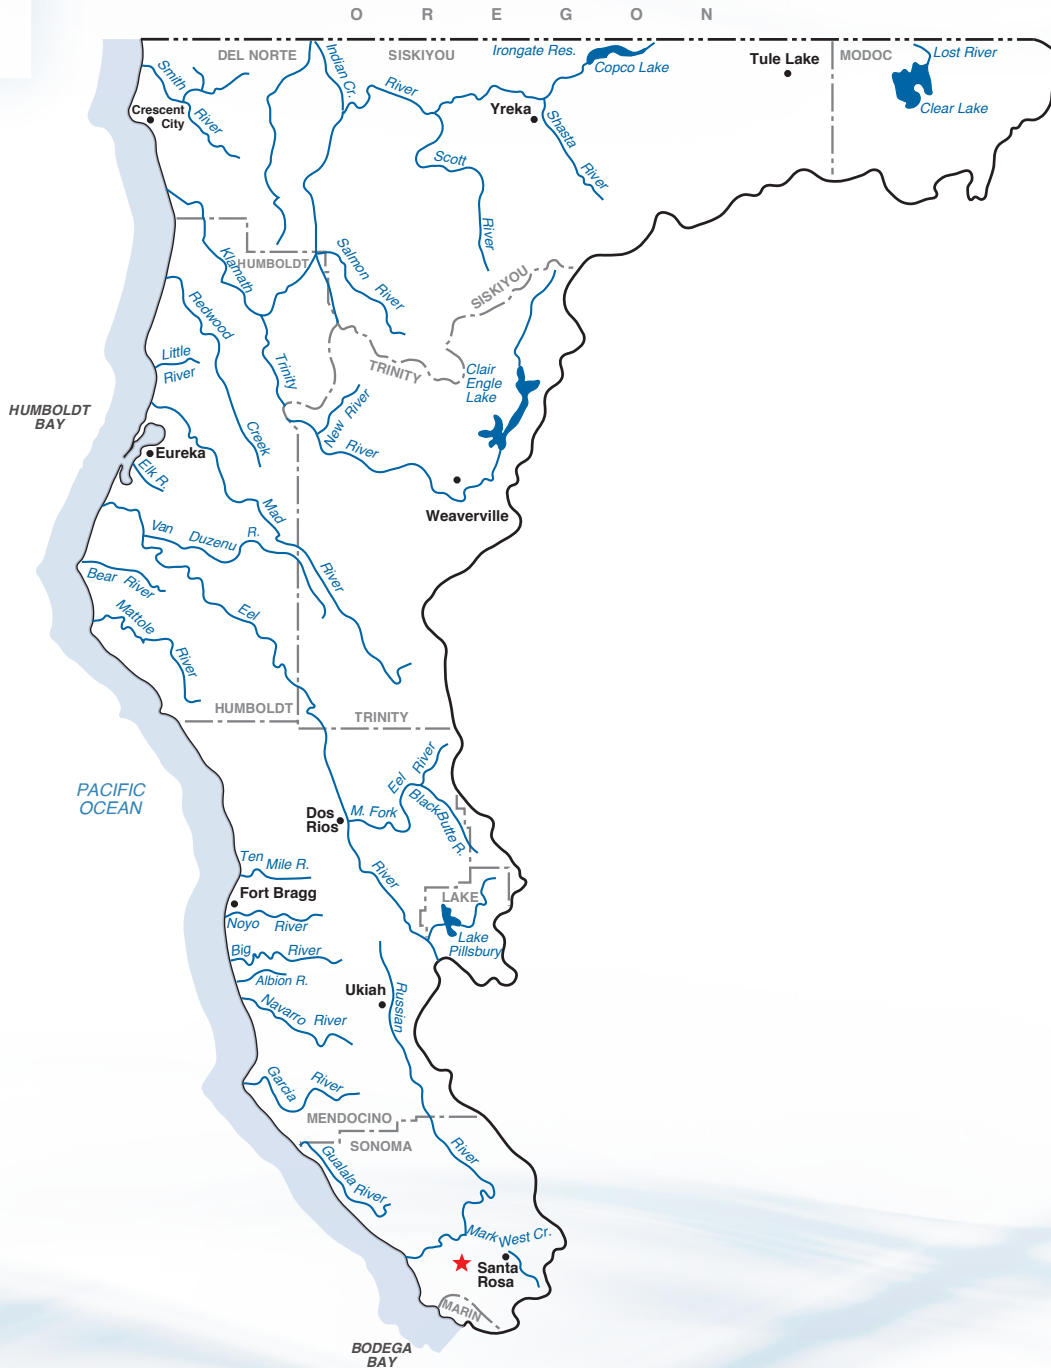 O R E G O N
DEL NORTE
Indian Cr.
SISKIYOU
Irongate Res.
Copco Lake
Tule Lake
MODOC
Lost River
Clear Lake
Smith
River
Crescent
City
River
Yreka
Shasta
River
Scott
River
Klamath
HUMBOLDT
Salmon
River
SISKIYOU
Redwood
Creek
Little
River
Trinity
River
TRINITY
Clair
Engle
Lake
New River
HUMBOLDT
BAY
Eureka
Elk R.
Weaverville
Mad
River
Van Duzenu R.
Bear River
Eel
Mattole
River
HUMBOLDT
TRINITY
PACIFIC
OCEAN
Eel River
M. Fork
BlackButte R.
Dos
Rios
River
Ten Mile R.
Fort Bragg
LAKE
Noyo River
Lake
Pillsbury
Big River
Albion R.
Ukiah
Russian
Navarro River
Garcia River
MENDOCINO
SONOMA
River
Gualala River
Mark West Cr.
Santa
Rosa
MARIN
BODEGA
BAY